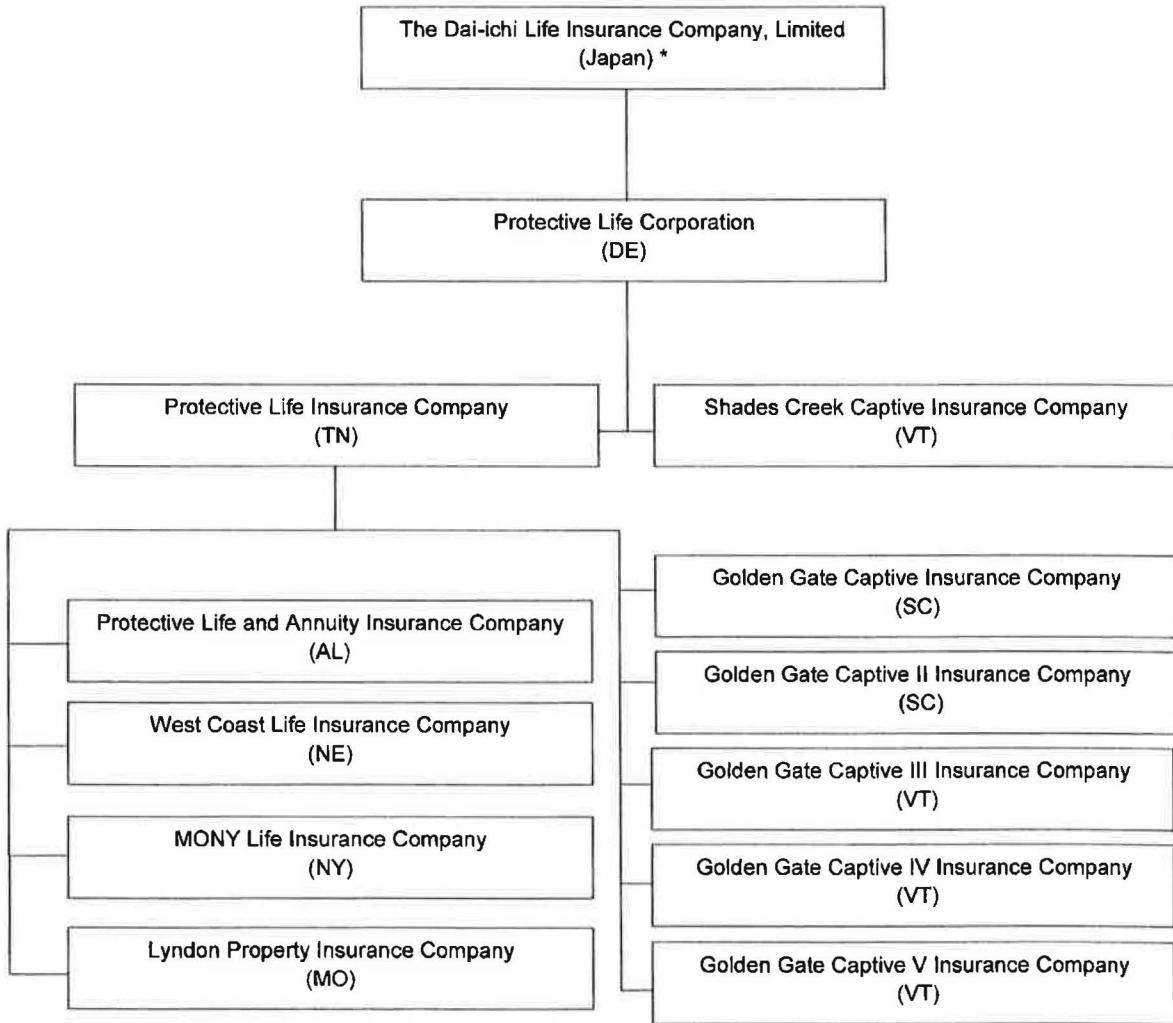 The Dai-ichi Life Insurance Company, Limited
(Japan) *
Protective Life Corporation
(DE)
Protective Life Insurance Company
(TN)
Shades Creek Captive Insurance Company
(VT)
Protective Life and Annuity Insurance Company
(AL)
West Coast Life Insurance Company
(NE)
MONY Life Insurance Company
(NY)
Lyndon Property Insurance Company
(MO)
Golden Gate Captive Insurance Company
(SC)
Golden Gate Captive II Insurance Company
(SC)
Golden Gate Captive III Insurance Company
(VT)
Golden Gate Captive IV Insurance Company
(VT)
Golden Gate Captive V Insurance Company
(VT)